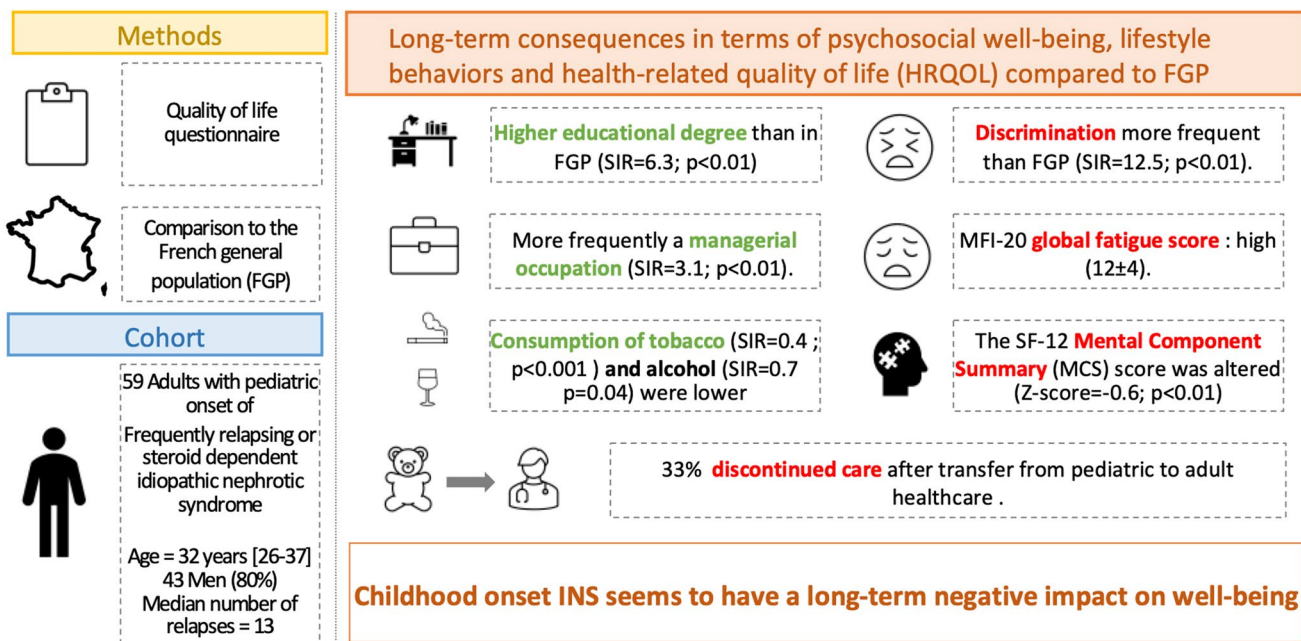 Methods
Quality of life
questionnaire
Comparison to the
French general
population (FGP)
Cohort
59 Adults with pediatric
onset of
Frequently relapsing or
steroid dependent
idiopathic nephrotic
syndrome
Age = 32 years [26-37]
43 Men (80%)
Median number of
relapses = 13
Long-term consequences in terms of psychosocial well-being, lifestyle
behaviors and health-related quality of life (HRQOL) compared to FGP
Higher educational degree than in
FGP (SIR=6.3; p<0.01)
Discrimination more frequent
than FGP (SIR=12.5; p<0.01).
More frequently a managerial
occupation (SIR=3.1; p<0.01).
MFI-20 global fatigue score : high
(12±4).
Consumption of tobacco (SIR=0.4 ;
p<0.001 ) and alcohol (SIR=0.7
p=0.04) were lower
The SF-12 Mental Component
Summary (MCS) score was altered
(Z-score=-0.6; p<0.01)
33% discontinued care after transfer from pediatric to adult
healthcare .
Childhood onset INS seems to have a long-term negative impact on well-being